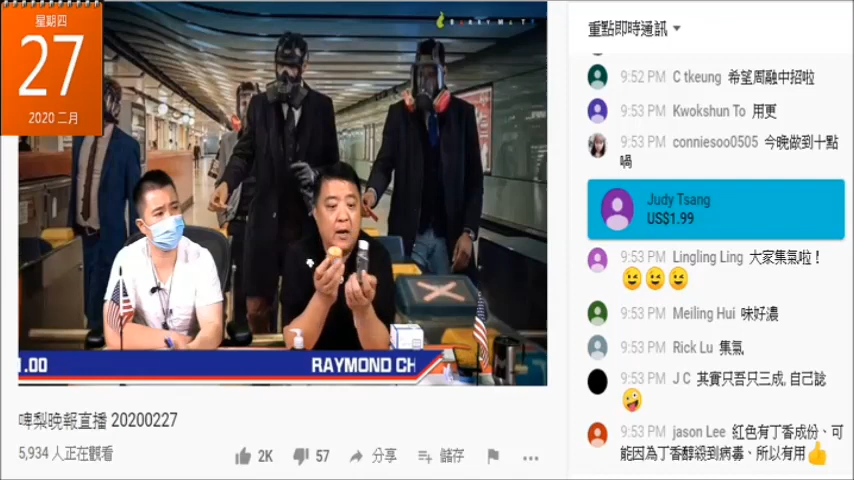 星期四
27
2020 二月
BARRYMATT
1.00
RAYMOND CH
啤梨晚報直播 20200227
5,934 人正在觀看
2K
57
分享
儲存
重點即時通訊
9:52 PM C tkeung 希望周融中招啦
9:53 PM Kwokshun To 用更
9:53 PM conniesoo0505 今晚做到十點
喎
Judy Tsang
US$1.99
9:53 PM Lingling Ling 大家集氣啦！
😉😉😉
9:53 PM Meiling Hui 味好濃
9:53 PM Rick Lu 集氣
9:53 PM J C 其實只吾只三成, 自己諗
🤪
9:53 PM jason Lee 紅色有丁香成份、可
能因為丁香醇殺到病毒、所以有用👍